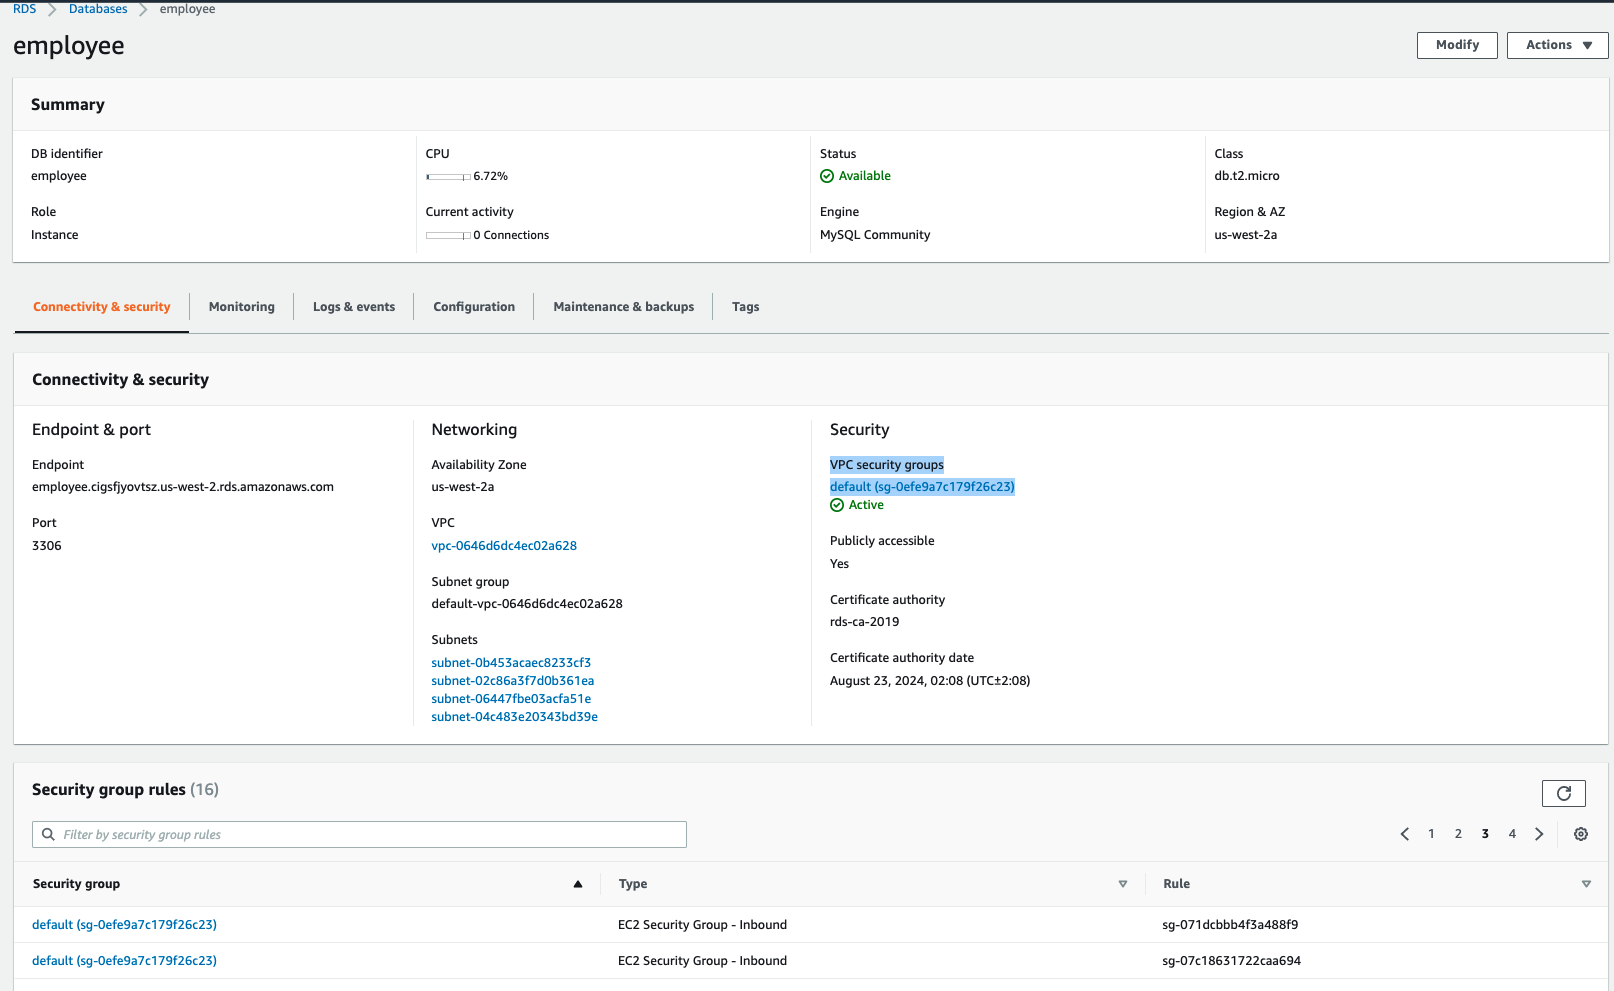 RDS Databases employee
employee
Modify Actions
Summary
DB identifier
employee
CPU
6.72%
Status
Available
Class
db.t2.micro
Role
Instance
Current activity
0 Connections
Engine
MySQL Community
Region & AZ
us-west-2a
Connectivity & security Monitoring Logs & events Configuration Maintenance & backups Tags
Connectivity & security
Endpoint & port
Endpoint
employee.cigsfjyovtsz.us-west-2.rds.amazonaws.com
Port
3306
Networking
Availability Zone
us-west-2a
VPC
vpc-0646d6dc4ec02a628
Subnet group
default-vpc-0646d6dc4ec02a628
Subnets
subnet-0b453acaec8233cf3
subnet-02c86a3f7d0b361ea
subnet-06447fbe03acfa51e
subnet-04c483e20343bd39e
Security
VPC security groups
default (sg-0efe9a7c179f26c23)
Active
Publicly accessible
Yes
Certificate authority
rds-ca-2019
Certificate authority date
August 23, 2024, 02:08 (UTC±2:08)
Security group rules (16)
Filter by security group rules
1 2 3 4
Security group Type Rule
default (sg-0efe9a7c179f26c23) EC2 Security Group - Inbound sg-071dcbbb4f3a488f9
default (sg-0efe9a7c179f26c23) EC2 Security Group - Inbound sg-07c18631722caa694